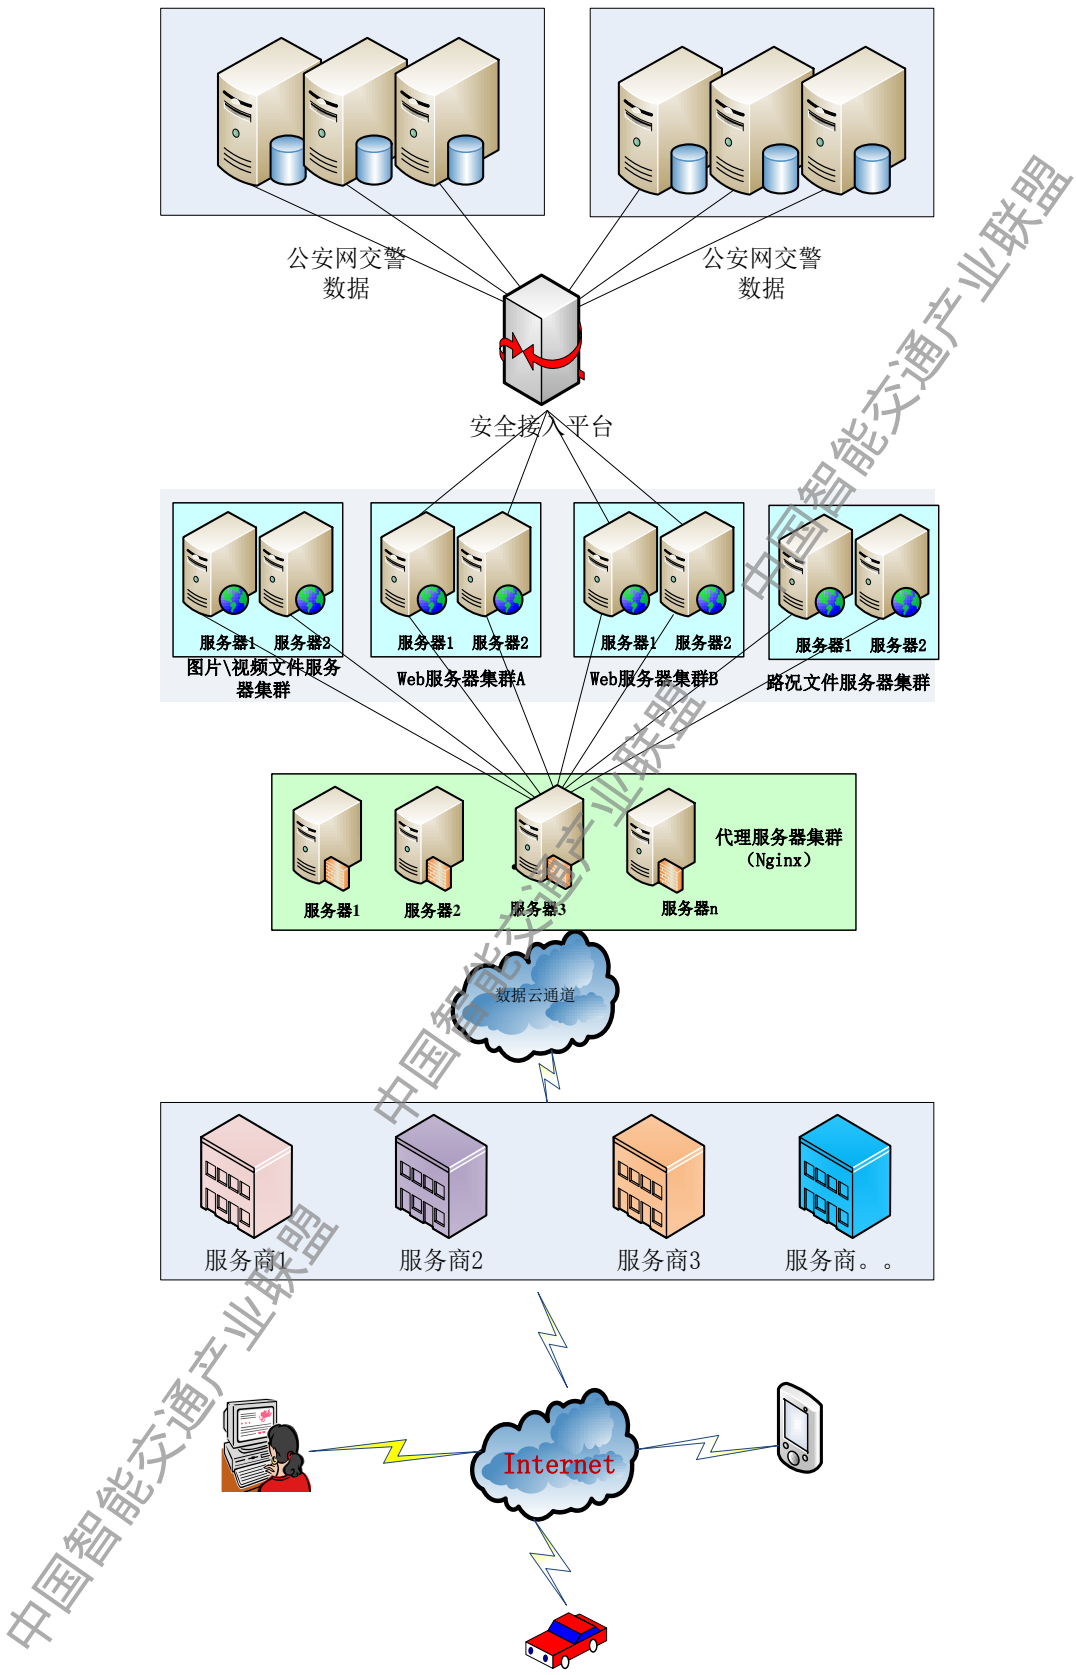 公安网交警
数据
公安网交警
数据
安全接入平台
服务器1 服务器2
图片\视频文件服务
器集群
服务器1 服务器2
Web服务器集群A
服务器1 服务器2
Web服务器集群B
服务器1 服务器2
路况文件服务器集群
代理服务器集群
（Nginx）
服务器1
服务器2
服务器3
服务器n
数据云通道
服务商1
服务商2
服务商3
服务商。。
Internet
中国智能交通产业联盟
中国智能交通产业联盟
中国智能交通产业联盟